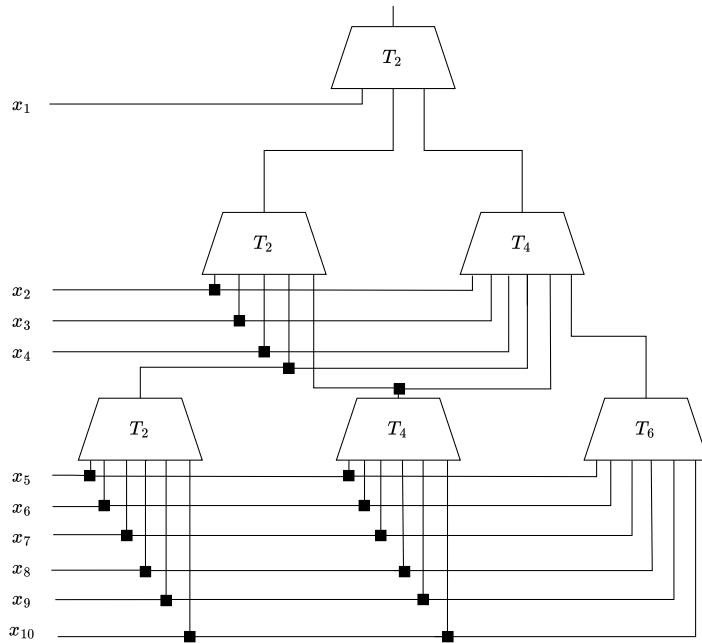 T₂
x₁
T₂ T₄
x₂
x₃
x₄
T₂ T₄ T₆
x₅
x₆
x₇
x₈
x₉
x₁₀